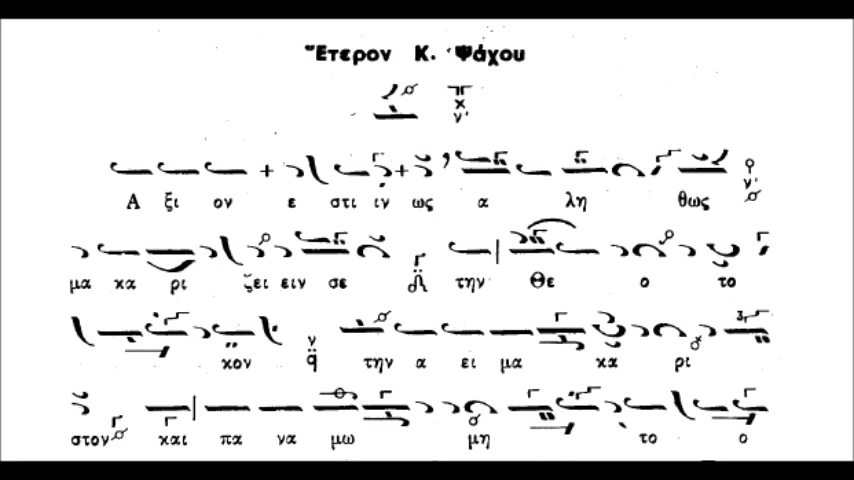 Ἕτερον Κ. Ψάχου
Α ξι ον ε στι ιν ως α λη θως
μα κα ρι ζει ειν σε την Θε ο το
κον την α ει μα κα ρι
στον και πα να μω μη το ο